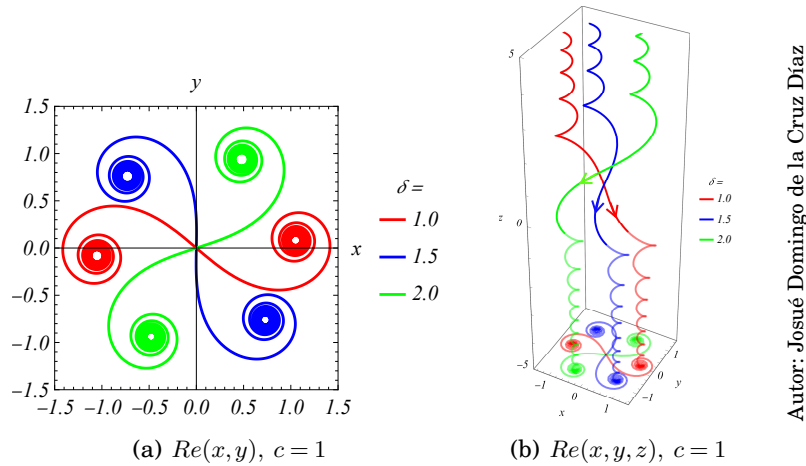 y
1.5
1.0
0.5
0.0
−0.5
−1.0
−1.5
−1.5 −1.0 −0.5 0.0 0.5 1.0 1.5
x
δ =
1.0
1.5
2.0
(a) Re(x, y), c = 1
5
z
0
−5
−1
0
1
x
−1
0
1
y
δ =
1.0
1.5
2.0
(b) Re(x, y, z), c = 1
Autor: Josué Domingo de la Cruz Díaz